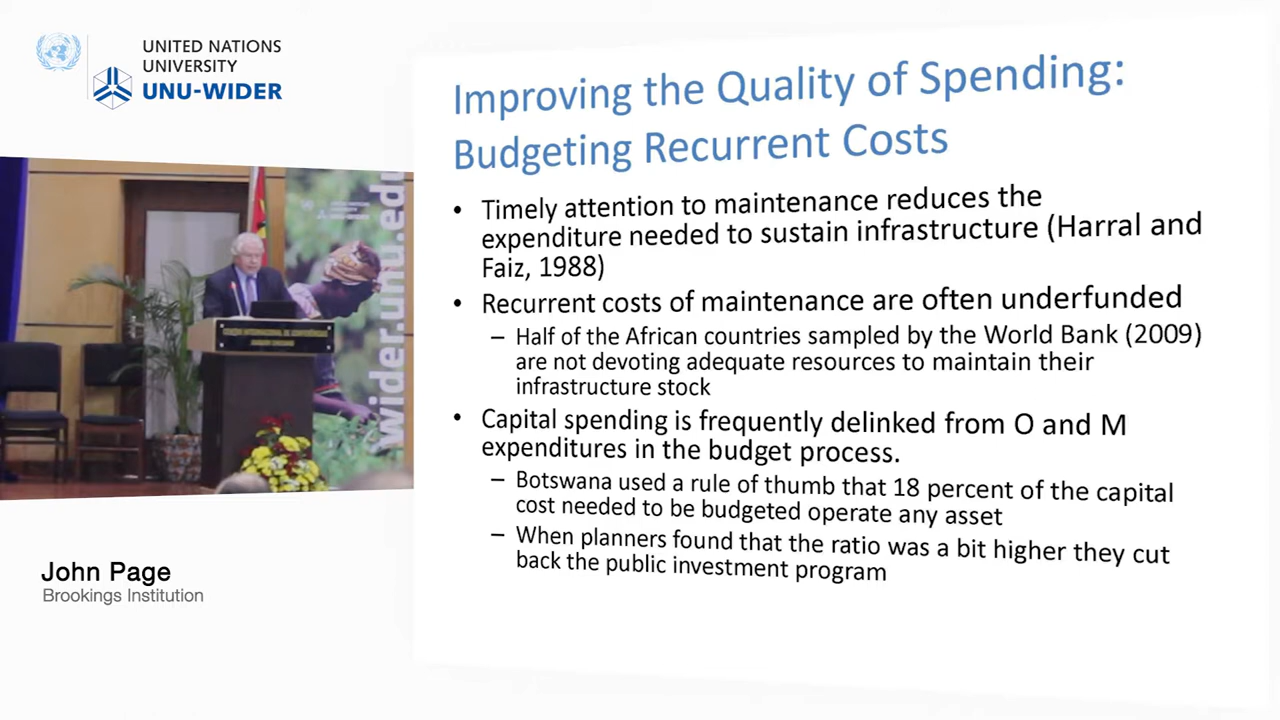 UNITED NATIONS
UNIVERSITY
UNU-WIDER
wider.unu.edu
John Page
Brookings Institution
Improving the Quality of Spending:
Budgeting Recurrent Costs
• Timely attention to maintenance reduces the
expenditure needed to sustain infrastructure (Harral and
Faiz, 1988)
• Recurrent costs of maintenance are often underfunded
– Half of the African countries sampled by the World Bank (2009)
are not devoting adequate resources to maintain their
infrastructure stock
• Capital spending is frequently delinked from O and M
expenditures in the budget process.
– Botswana used a rule of thumb that 18 percent of the capital
cost needed to be budgeted operate any asset
– When planners found that the ratio was a bit higher they cut
back the public investment program